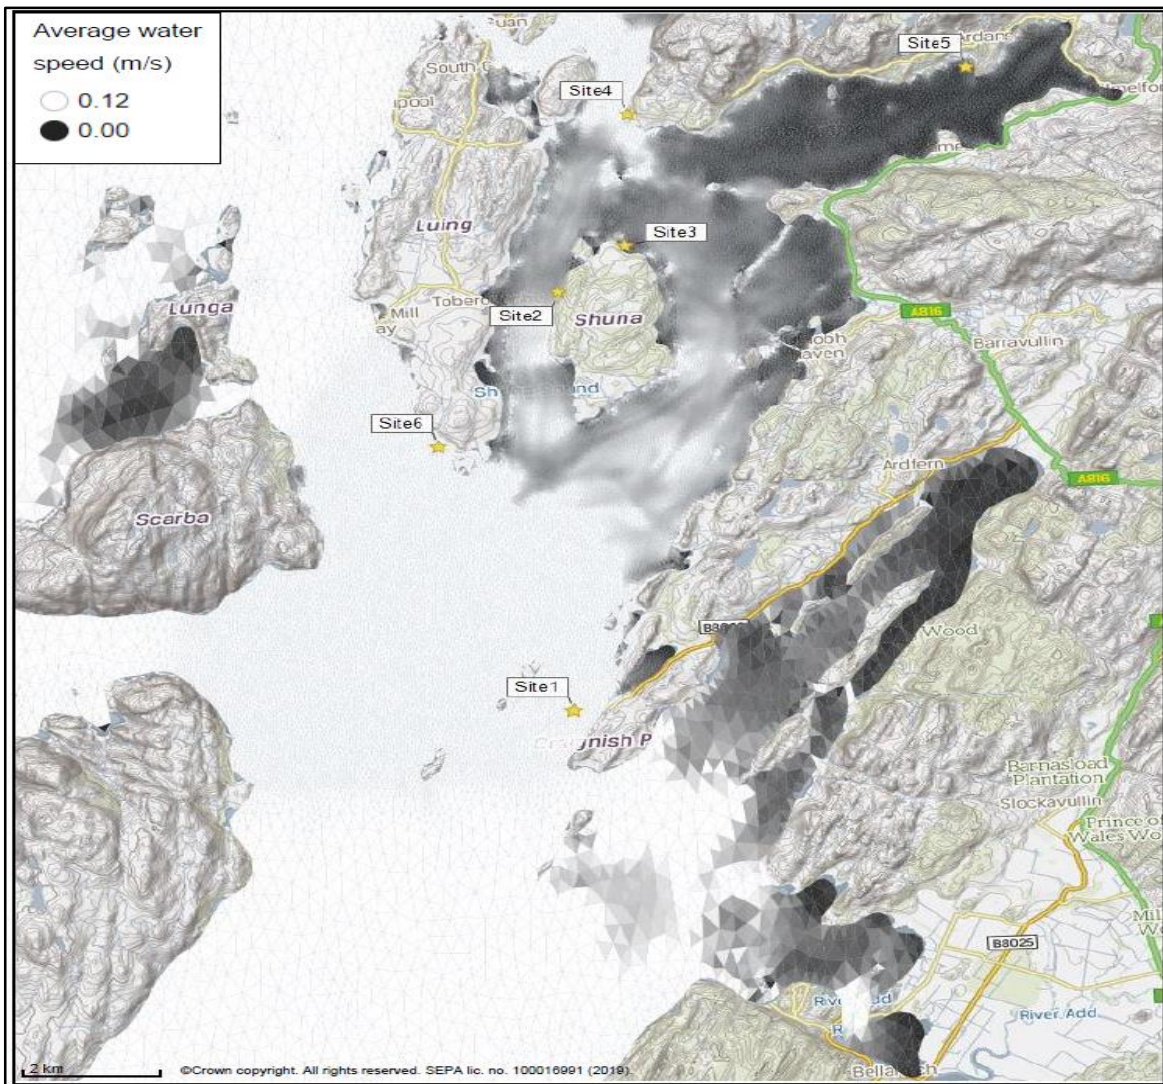 Average water
speed (m/s)
0.12
0.00
Site5
South
Site4
Luing
Site3
Lunga
Mill
Site2
Shuna
A816
Barravullin
Site6
Ardfern
A816
Scarba
Wood
Site1
Barnasload
Plantation
Slockavullin
Prince of
Wales
B8025
River Add
2 km
©Crown copyright. All rights reserved. SEPA lic. no. 100016991 (2019)